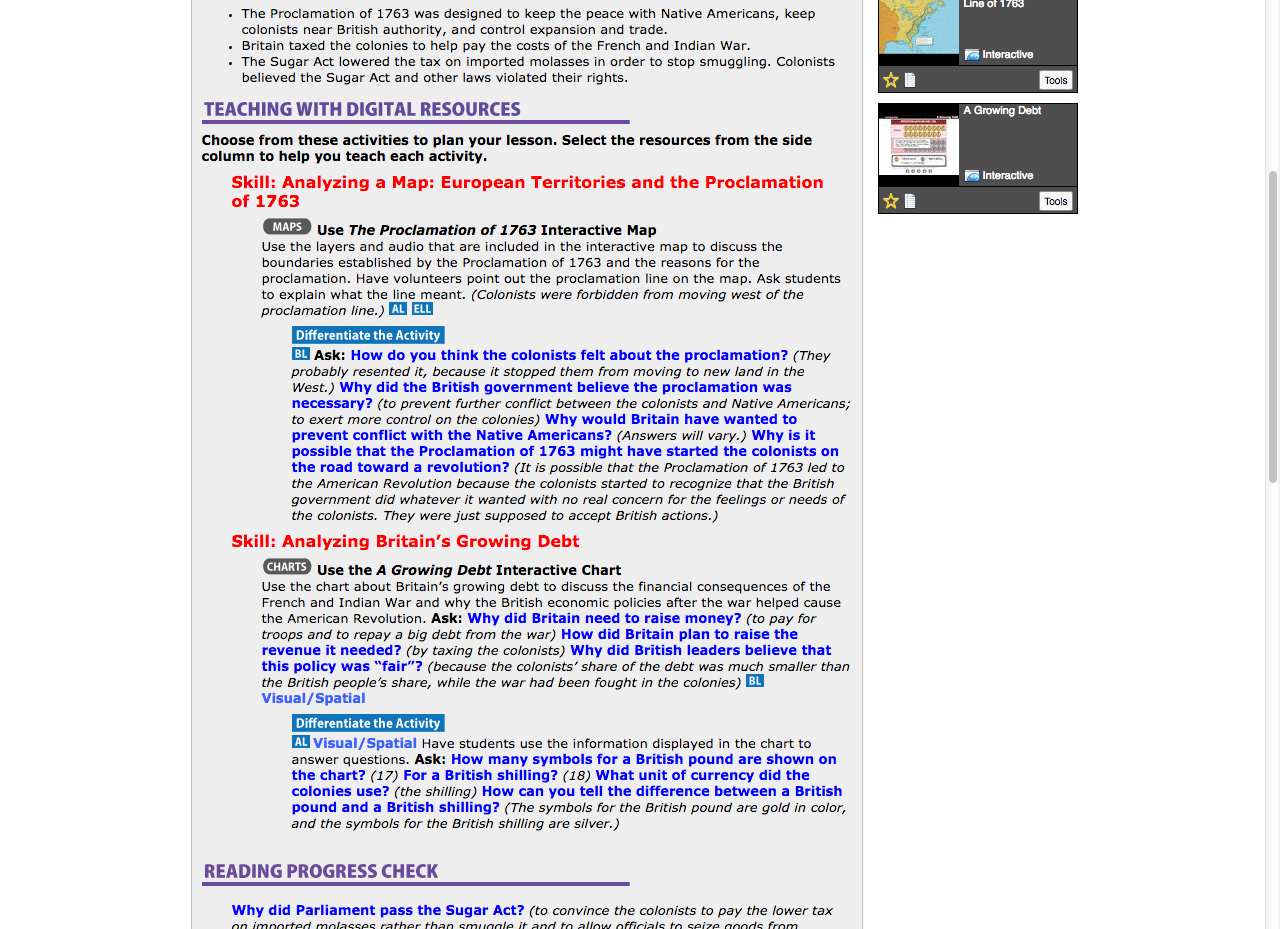 The Proclamation of 1763 was designed to keep the peace with Native Americans, keep
colonists near British authority, and control expansion and trade.
Britain taxed the colonies to help pay the costs of the French and Indian War.
The Sugar Act lowered the tax on imported molasses in order to stop smuggling. Colonists
believed the Sugar Act and other laws violated their rights.
TEACHING WITH DIGITAL RESOURCES
Choose from these activities to plan your lesson. Select the resources from the side
column to help you teach each activity.
Skill: Analyzing a Map: European Territories and the Proclamation
of 1763
MAPS Use The Proclamation of 1763 Interactive Map
Use the layers and audio that are included in the interactive map to discuss the
boundaries established by the Proclamation of 1763 and the reasons for the
proclamation. Have volunteers point out the proclamation line on the map. Ask students
to explain what the line meant. (Colonists were forbidden from moving west of the
proclamation line.) AL ELL
Differentiate the Activity
BL Ask: How do you think the colonists felt about the proclamation? (They
probably resented it, because it stopped them from moving to new land in the
West.) Why did the British government believe the proclamation was
necessary? (to prevent further conflict between the colonists and Native Americans;
to exert more control on the colonies) Why would Britain have wanted to
prevent conflict with the Native Americans? (Answers will vary.) Why is it
possible that the Proclamation of 1763 might have started the colonists on
the road toward a revolution? (It is possible that the Proclamation of 1763 led to
the American Revolution because the colonists started to recognize that the British
government did whatever it wanted with no real concern for the feelings or needs of
the colonists. They were just supposed to accept British actions.)
Skill: Analyzing Britain's Growing Debt
CHARTS Use the A Growing Debt Interactive Chart
Use the chart about Britain's growing debt to discuss the financial consequences of the
French and Indian War and why the British economic policies after the war helped cause
the American Revolution. Ask: Why did Britain need to raise money? (to pay for
troops and to repay a big debt from the war) How did Britain plan to raise the
revenue it needed? (by taxing the colonists) Why did British leaders believe that
this policy was “fair”? (because the colonists' share of the debt was much smaller than
the British people's share, while the war had been fought in the colonies) BL
Visual/Spatial
Differentiate the Activity
AL Visual/Spatial Have students use the information displayed in the chart to
answer questions. Ask: How many symbols for a British pound are shown on
the chart? (17) For a British shilling? (18) What unit of currency did the
colonies use? (the shilling) How can you tell the difference between a British
pound and a British shilling? (The symbols for the British pound are gold in color,
and the symbols for the British shilling are silver.)
READING PROGRESS CHECK
Why did Parliament pass the Sugar Act? (to convince the colonists to pay the lower tax
on imported molasses rather than smuggle it and to allow officials to seize goods from
Line of 1763
Interactive
Tools
A Growing Debt
Interactive
Tools